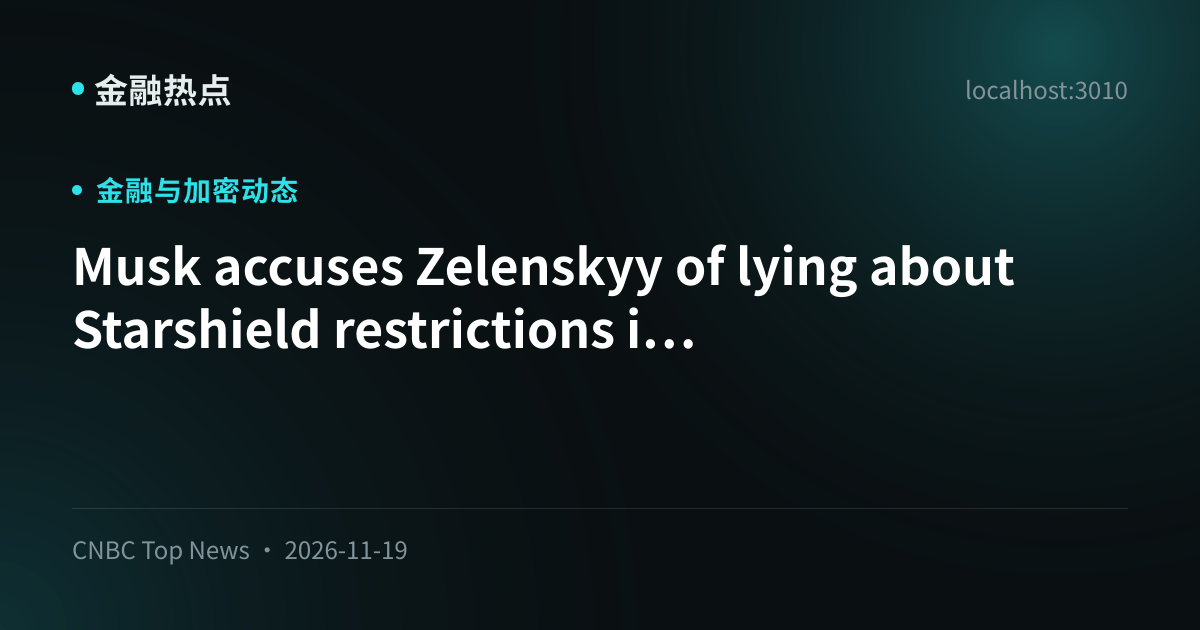 金融热点
localhost:3010
金融与加密动态
Musk accuses Zelenskyy of lying about
Starshield restrictions i…
CNBC Top News · 2026-11-19